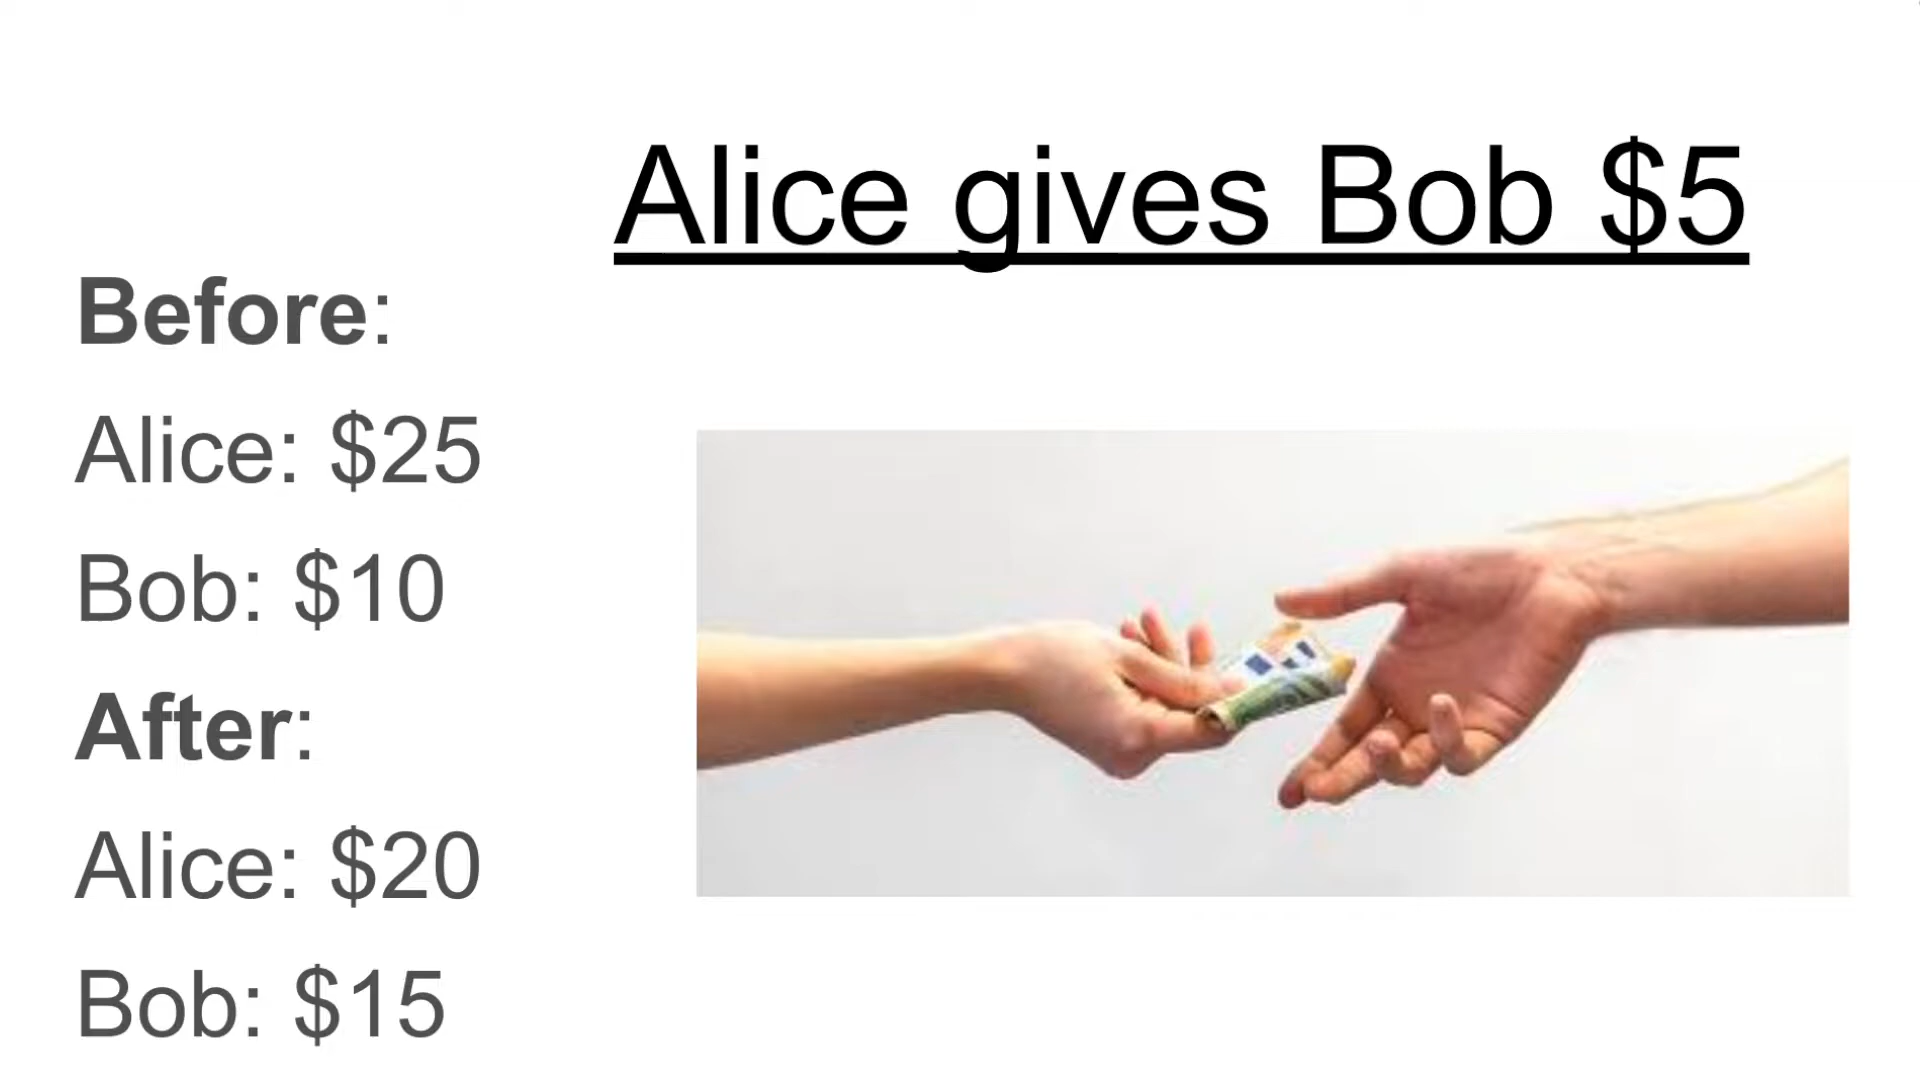 Alice gives Bob $5
Before:
Alice: $25
Bob: $10
After:
Alice: $20
Bob: $15